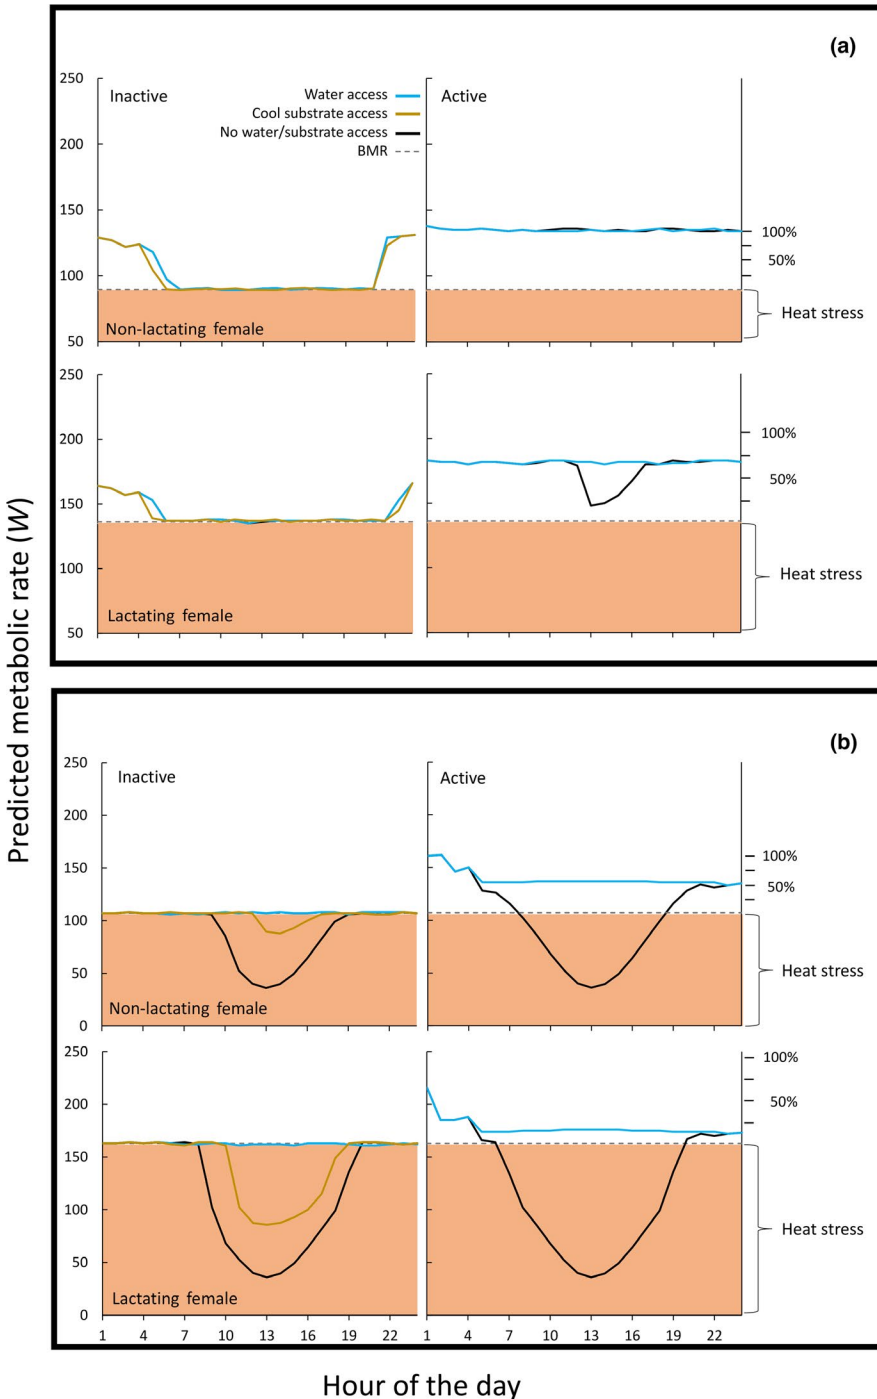 (a)
250
200
150
100
50
Inactive
Water access
Cool substrate access
No water/substrate access
BMR
Non-lactating female
Active
100%
50%
Heat stress
250
200
150
100
50
Lactating female
100%
50%
Heat stress
Predicted metabolic rate (W)
(b)
250
200
150
100
50
0
Inactive
Non-lactating female
Active
100%
50%
Heat stress
250
200
150
100
50
0
Lactating female
100%
50%
Heat stress
1 4 7 10 13 16 19 22
1 4 7 10 13 16 19 22
Hour of the day